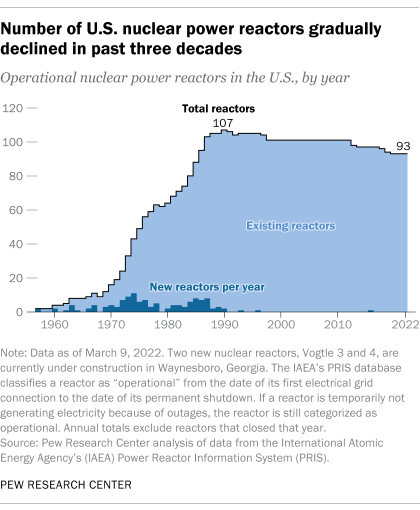 Number of U.S. nuclear power reactors gradually
declined in past three decades
Operational nuclear power reactors in the U.S., by year
120
Total reactors
107
100
93
80
60
Existing reactors
40
20
New reactors per year
0
1960 1970 1980 1990 2000 2010 2022
Note: Data as of March 9, 2022. Two new nuclear reactors, Vogtle 3 and 4, are
currently under construction in Waynesboro, Georgia. The IAEA's PRIS database
classifies a reactor as “operational” from the date of its first electrical grid
connection to the date of its permanent shutdown. If a reactor is temporarily not
generating electricity because of outages, the reactor is still categorized as
operational. Annual totals exclude reactors that closed that year.
Source: Pew Research Center analysis of data from the International Atomic
Energy Agency's (IAEA) Power Reactor Information System (PRIS).
PEW RESEARCH CENTER